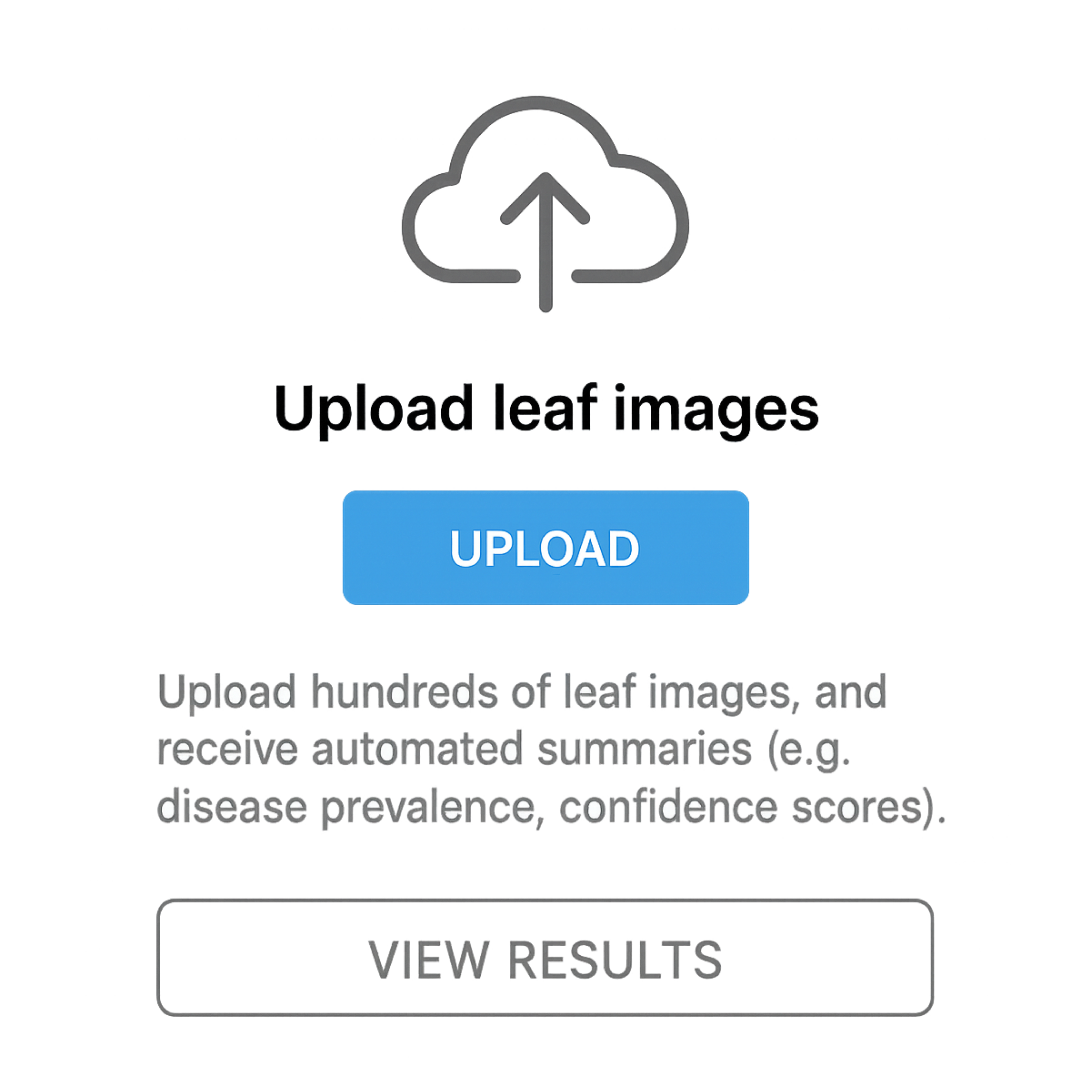 Upload leaf images
UPLOAD
Upload hundreds of leaf images, and
receive automated summaries (e.g.
disease prevalence, confidence scores).
VIEW RESULTS